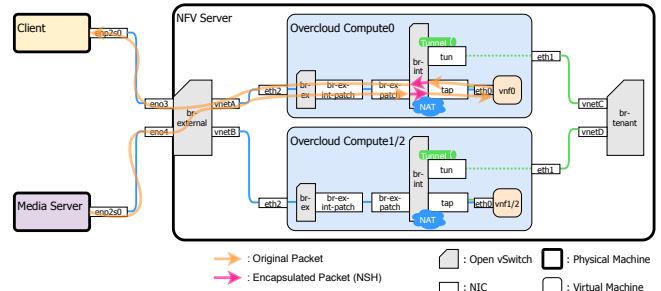 Client
enp2s0
NFV Server
Overcloud Compute0
Tunnel
tun
br-
int
eth1
eno3
br-
external
eno4
vnetA
vnetB
eth2
br-
ex
br-ex-
int-patch
br-ex-
patch
tap
eth0
vnf0
NAT
vnetC
vnetD
br-
tenant
Overcloud Compute1/2
Tunnel
tun
br-
int
eth1
eth2
br-
ex
br-ex-
int-patch
br-ex-
patch
tap
eth0
vnf1/2
NAT
Media Server
enp2s0
: Original Packet
: Encapsulated Packet (NSH)
: Open vSwitch
: Physical Machine
: NIC
: Virtual Machine